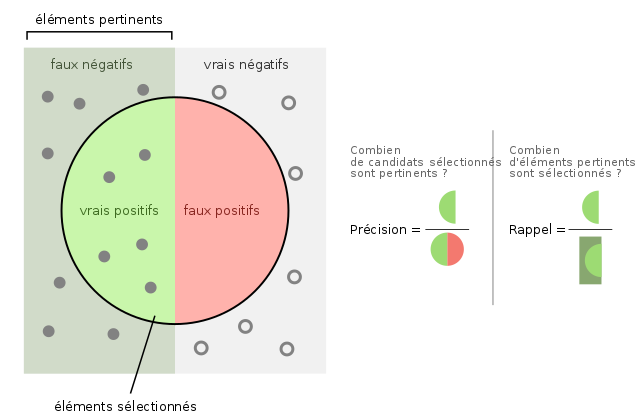 éléments pertinents
faux négatifs
vrais négatifs
vrais positifs
faux positifs
éléments sélectionnés
Combien
de candidats sélectionnés
sont pertinents ?
Précision =
Combien
d'éléments pertinents
sont sélectionnés ?
Rappel =